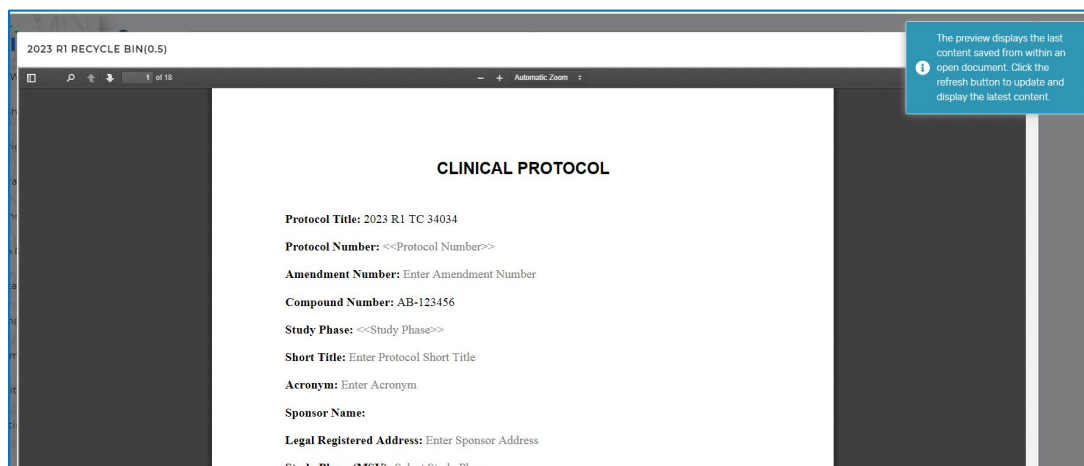 2023 R1 RECYCLE BIN(0.5)
The preview displays the last
content saved from within an
open document. Click the
refresh button to update and
display the latest content.
1 of 18
Automatic Zoom
CLINICAL PROTOCOL
Protocol Title: 2023 R1 TC 34034
Protocol Number: <<Protocol Number>>
Amendment Number: Enter Amendment Number
Compound Number: AB-123456
Study Phase: <<Study Phase>>
Short Title: Enter Protocol Short Title
Acronym: Enter Acronym
Sponsor Name:
Legal Registered Address: Enter Sponsor Address